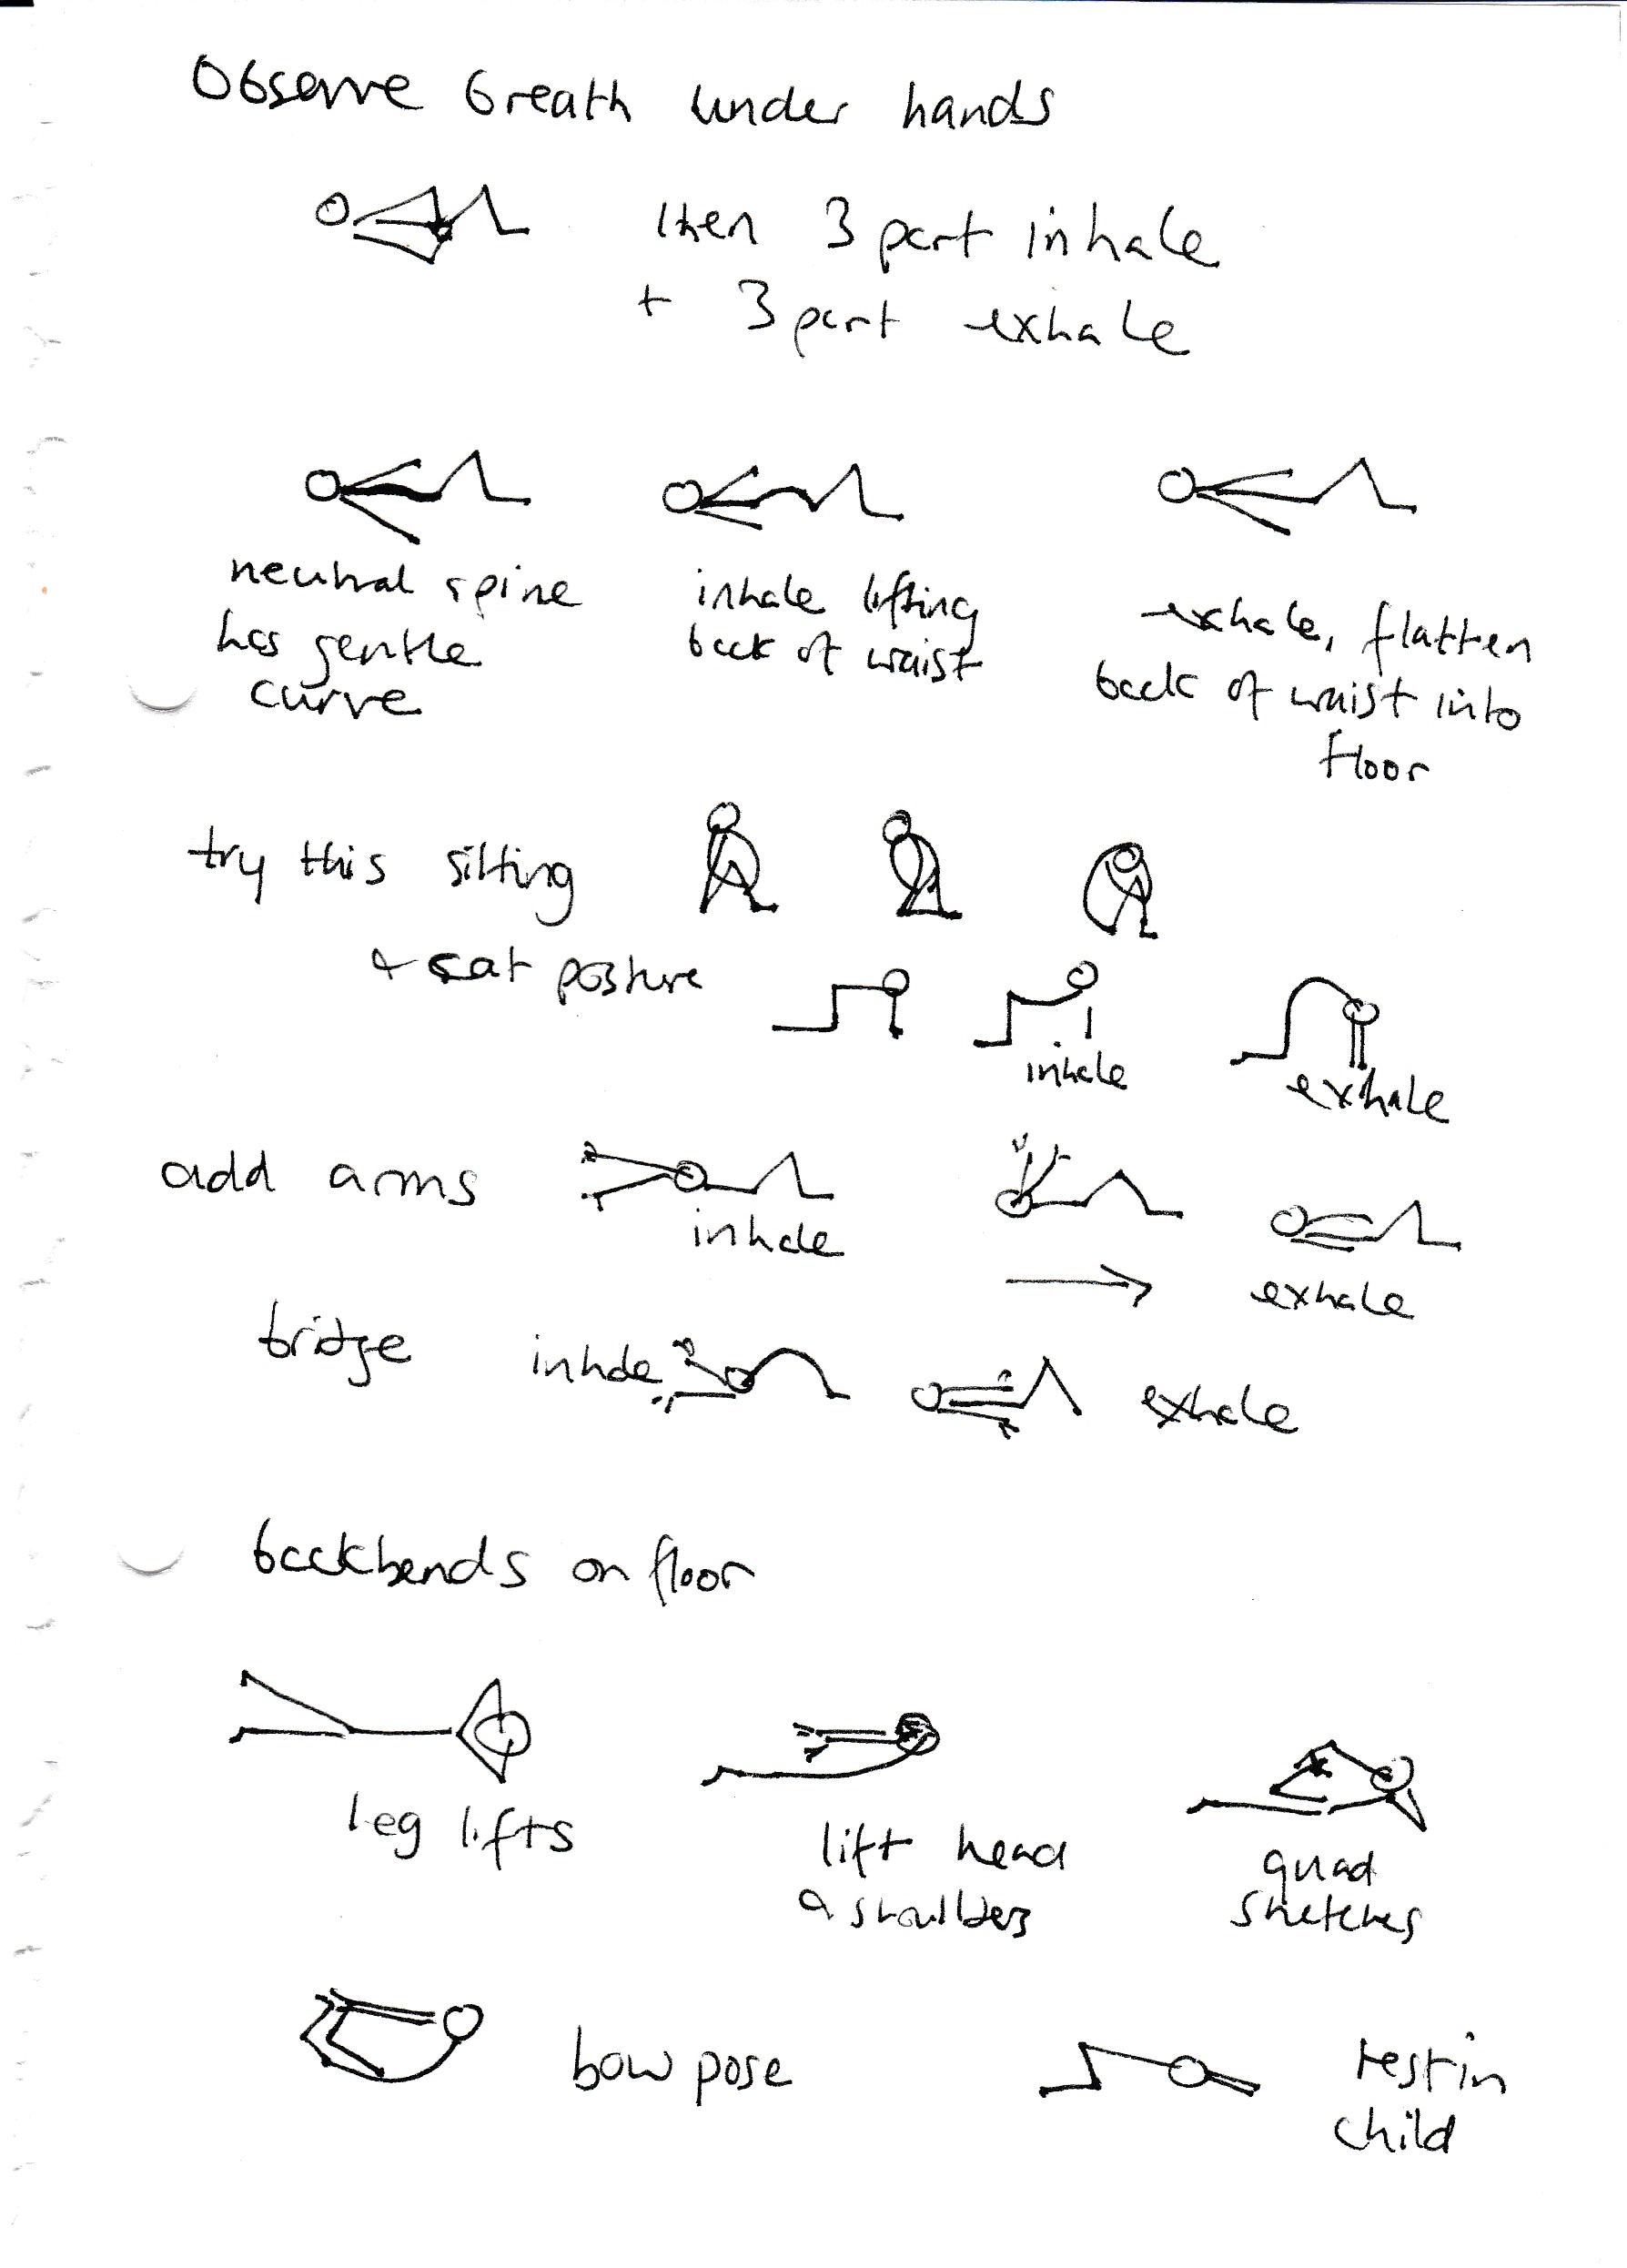 Observe breath under hands
then 3 part inhale
+ 3 part exhale
neutral spine
has gentle
curve
inhale lifting
back of waist
exhale, flatten
back of waist into
floor
try this sitting
& cat posture
inhale
exhale
add arms
inhale
exhale
bridge
inhale
exhale
backbends on floor
leg lifts
lift head
& shoulders
quad
stretches
bow pose
rest in
child